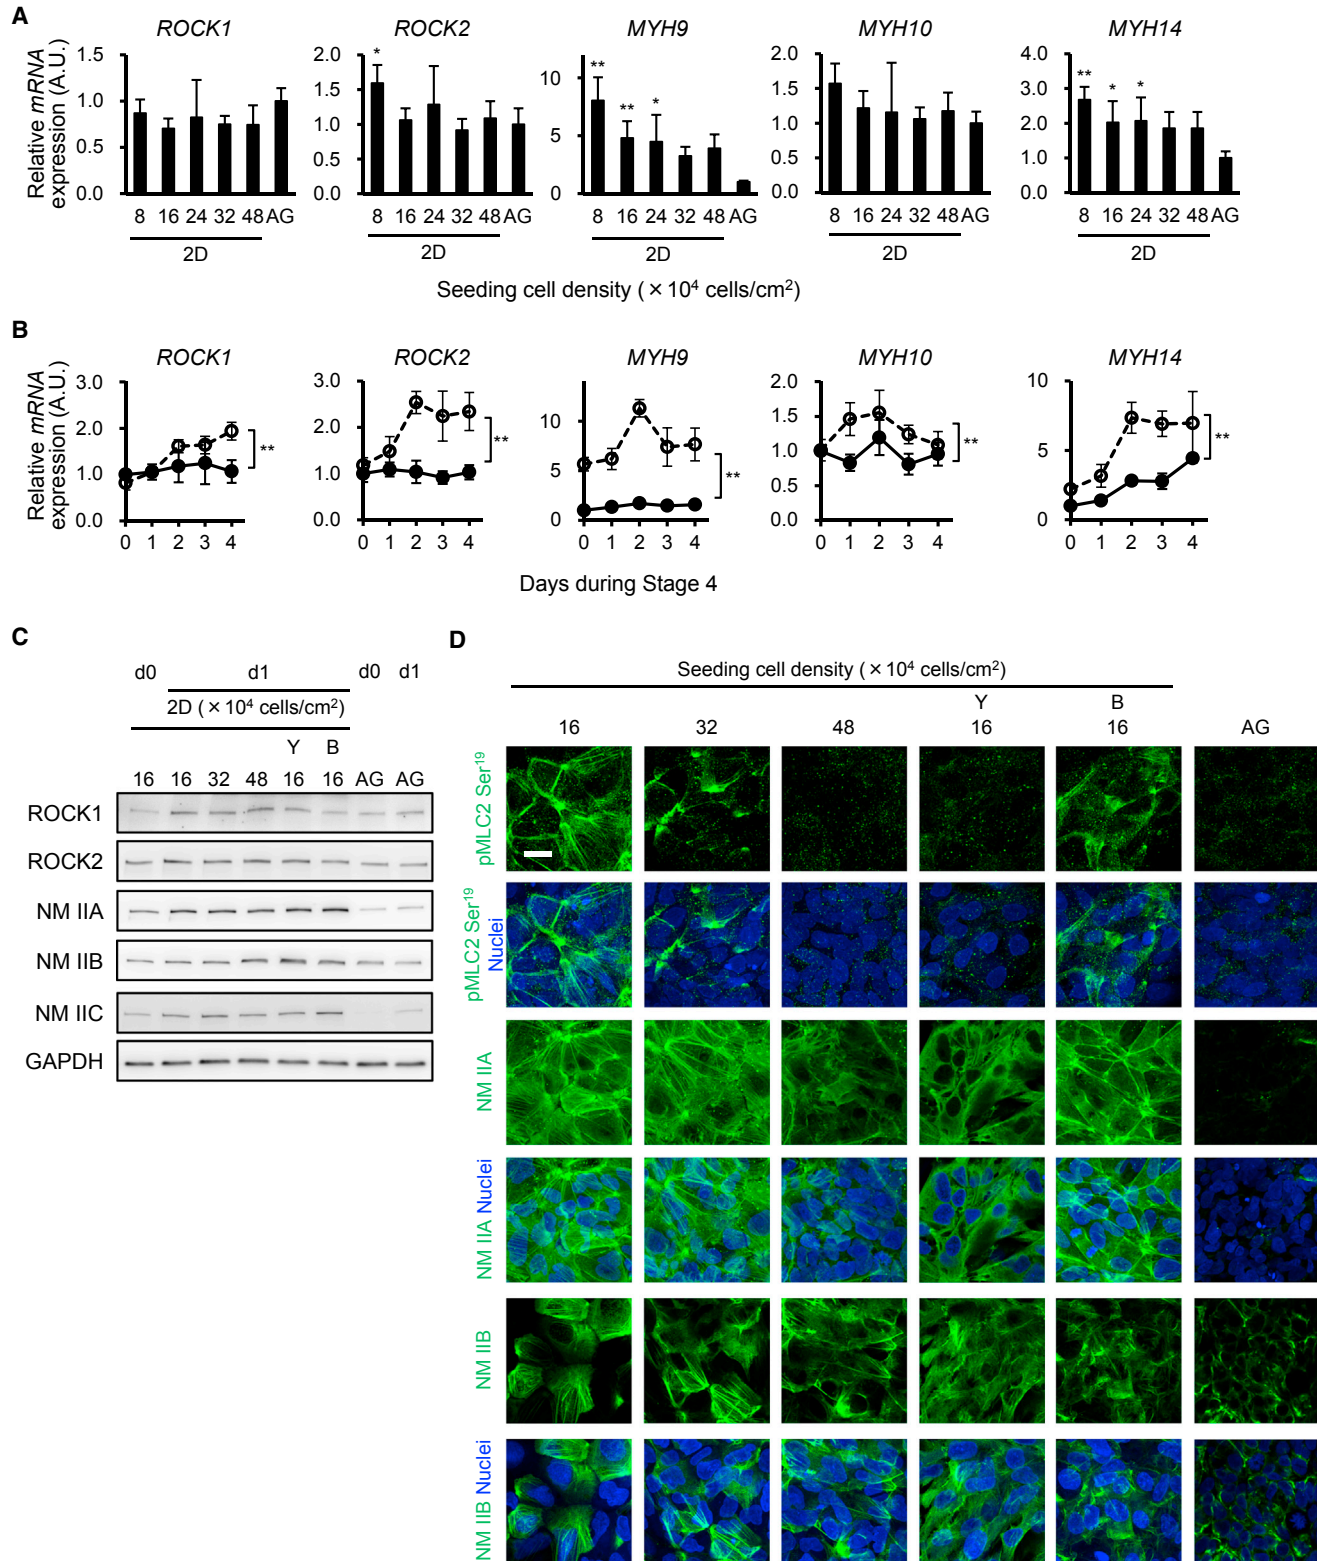 A
ROCK1 ROCK2 MYH9 MYH10 MYH14
Relative mRNA expression (A.U.)
1.5 1.0 0.5 0.0
2.0 1.5 1.0 0.5 0.0
10 5 0
2.0 1.5 1.0 0.5 0.0
4.0 3.0 2.0 1.0 0.0
*
** ** *
** * *
8 16 24 32 48 AG
8 16 24 32 48 AG
8 16 24 32 48 AG
8 16 24 32 48 AG
8 16 24 32 48 AG
2D 2D 2D 2D 2D
Seeding cell density (×10⁴ cells/cm²)
B
ROCK1 ROCK2 MYH9 MYH10 MYH14
Relative mRNA expression (A.U.)
3.0 2.0 1.0 0.0
3.0 2.0 1.0 0.0
10 5 0
2.0 1.5 1.0 0.5 0.0
10 5 0
** ** ** ** **
0 1 2 3 4
0 1 2 3 4
0 1 2 3 4
0 1 2 3 4
0 1 2 3 4
Days during Stage 4
C
d0 d1 d0 d1
2D (×10⁴ cells/cm²)
Y B
16 16 32 48 16 16 AG AG
ROCK1
ROCK2
NM IIA
NM IIB
NM IIC
GAPDH
D
Seeding cell density (×10⁴ cells/cm²)
Y B
16 32 48 16 16 AG
pMLC2 Ser¹⁹
pMLC2 Ser¹⁹ Nuclei
NM IIA
NM IIA Nuclei
NM IIB
NM IIB Nuclei